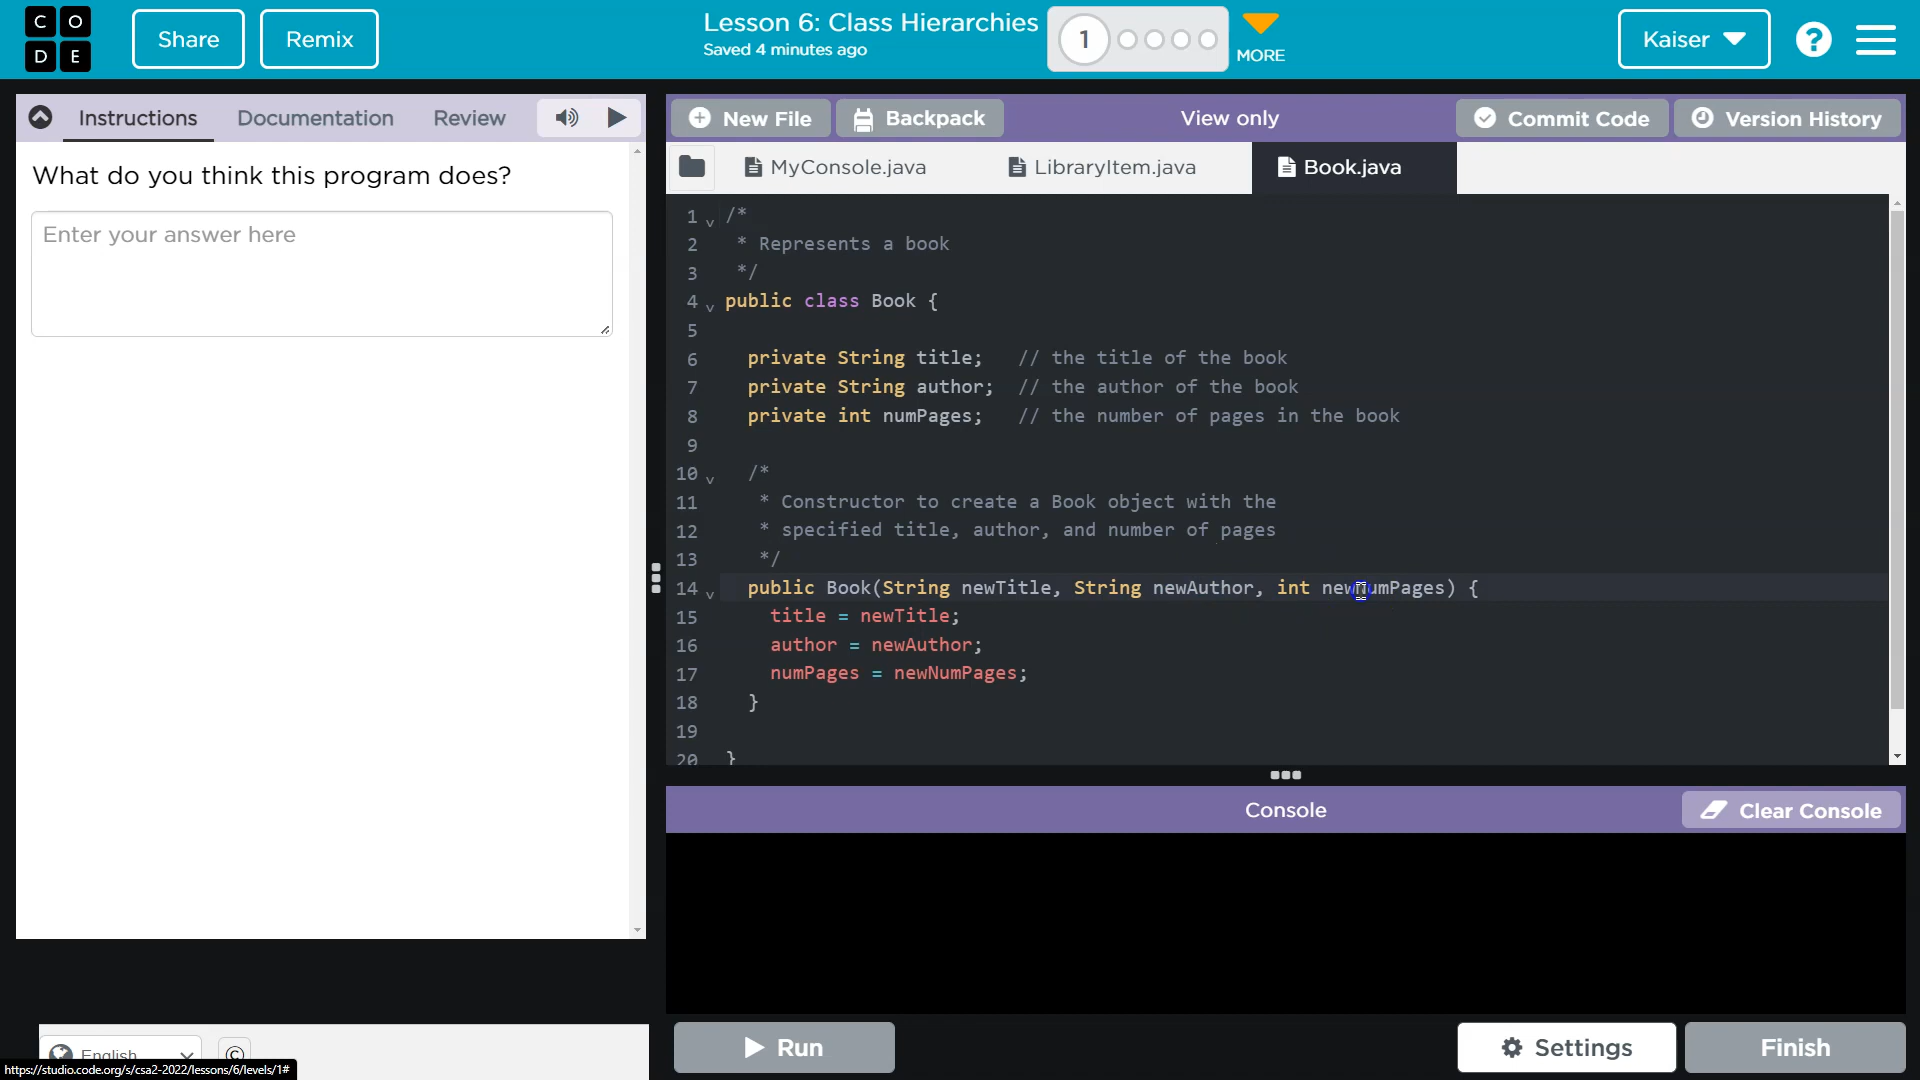 C O
D E
Share
Remix
Lesson 6: Class Hierarchies
Saved 4 minutes ago
1
MORE
Kaiser
?
Instructions
Documentation
Review
What do you think this program does?
Enter your answer here
New File
Backpack
View only
Commit Code
Version History
MyConsole.java
LibraryItem.java
Book.java
1 /*
2  * Represents a book
3  */
4 public class Book {
5
6   private String title;   // the title of the book
7   private String author;  // the author of the book
8   private int numPages;   // the number of pages in the book
9
10   /*
11    * Constructor to create a Book object with the
12    * specified title, author, and number of pages
13    */
14   public Book(String newTitle, String newAuthor, int newNumPages) {
15     title = newTitle;
16     author = newAuthor;
17     numPages = newNumPages;
18   }
19
20 }
Console
Clear Console
English
©
Run
Settings
Finish
https://studio.code.org/s/csa2-2022/lessons/6/levels/1#